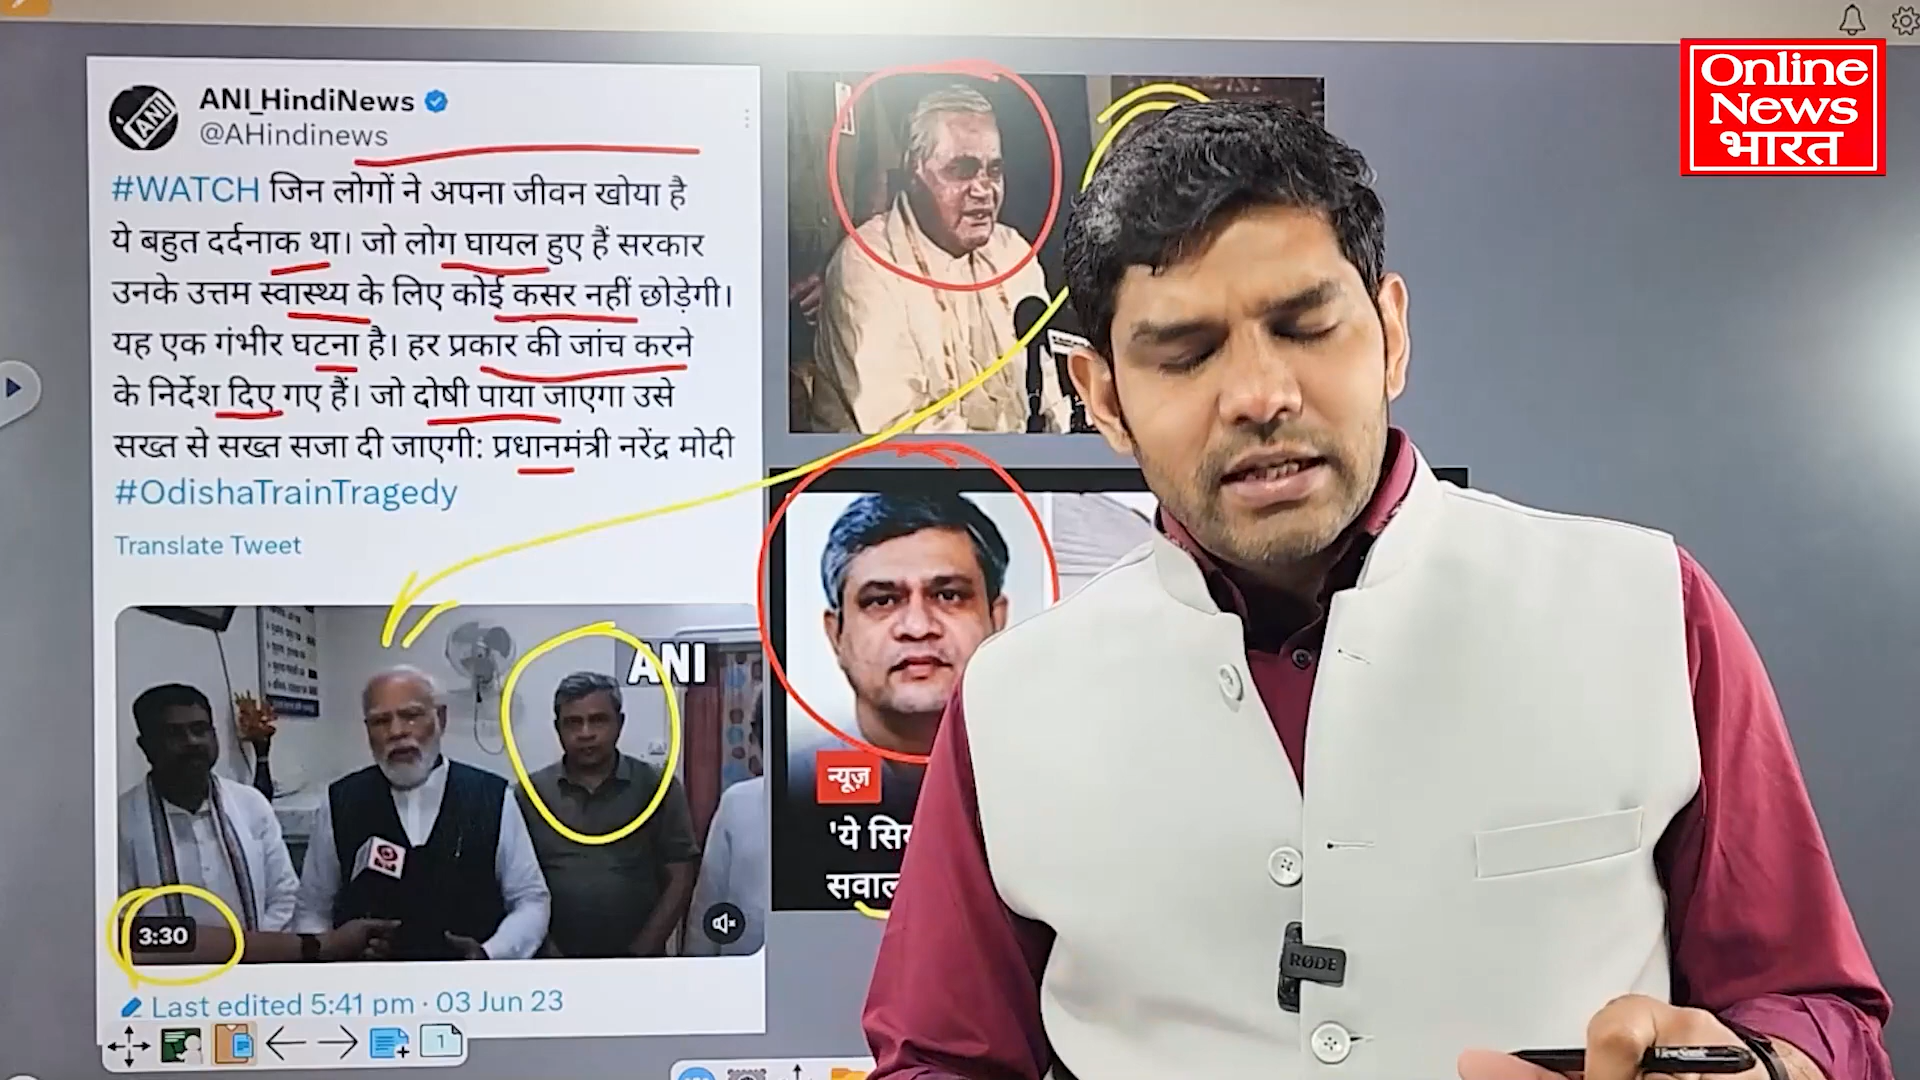 Online
News
भारत
ANI_HindiNews
@AHindinews
#WATCH जिन लोगों ने अपना जीवन खोया है
ये बहुत दर्दनाक था। जो लोग घायल हुए हैं सरकार
उनके उत्तम स्वास्थ्य के लिए कोई कसर नहीं छोड़ेगी।
यह एक गंभीर घटना है। हर प्रकार की जांच करने
के निर्देश दिए गए हैं। जो दोषी पाया जाएगा उसे
सख्त से सख्त सजा दी जाएगी: प्रधानमंत्री नरेंद्र मोदी
#OdishaTrainTragedy
Translate Tweet
ANI
3:30
Last edited 5:41 pm · 03 Jun 23
1
न्यूज़
'ये
RØDE